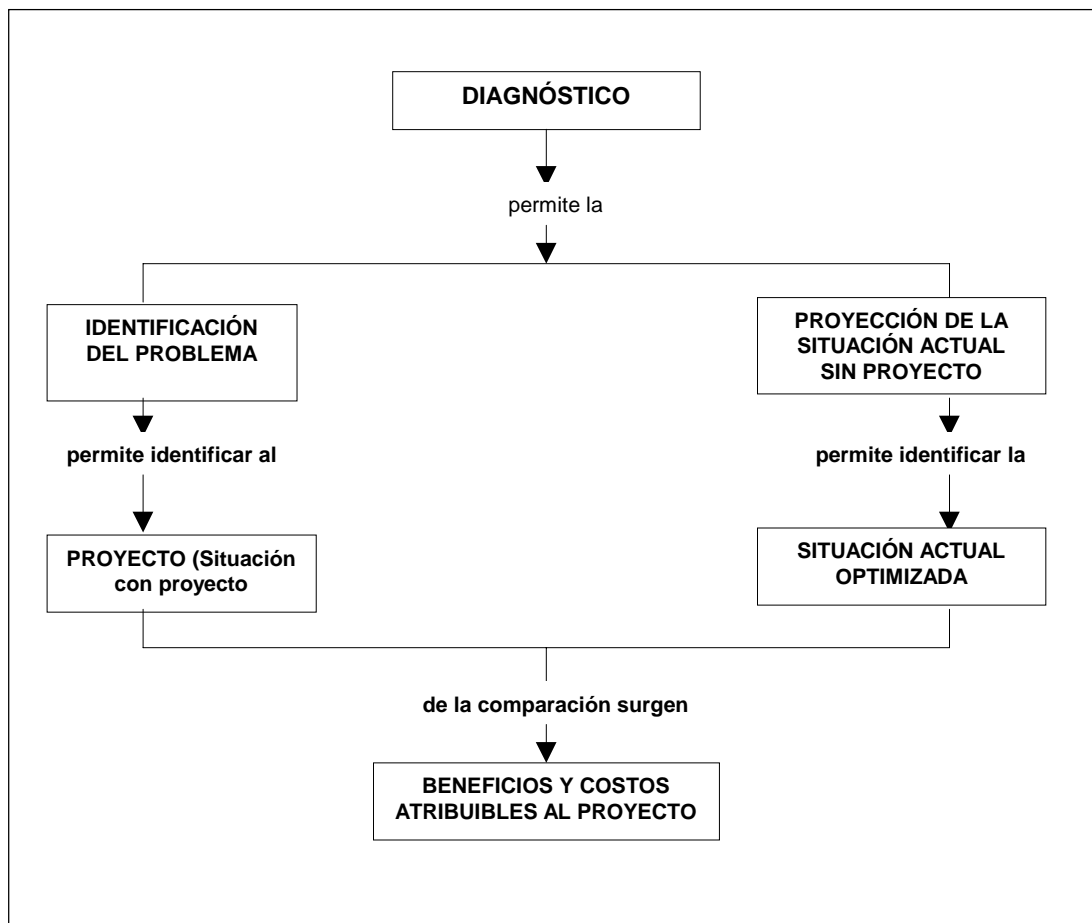 DIAGNÓSTICO
permite la
IDENTIFICACIÓN
DEL PROBLEMA
PROYECCIÓN DE LA
SITUACIÓN ACTUAL
SIN PROYECTO
permite identificar al
permite identificar la
PROYECTO (Situación
con proyecto
SITUACIÓN ACTUAL
OPTIMIZADA
de la comparación surgen
BENEFICIOS Y COSTOS
ATRIBUIBLES AL PROYECTO